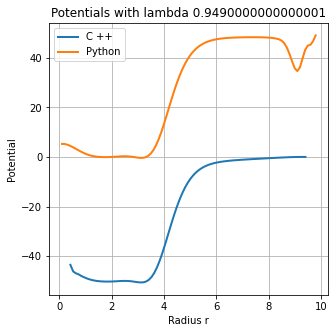 Potentials with lambda 0.9490000000000001
C ++
Python
Potential
40
20
0
−20
−40
0 2 4 6 8 10
Radius r